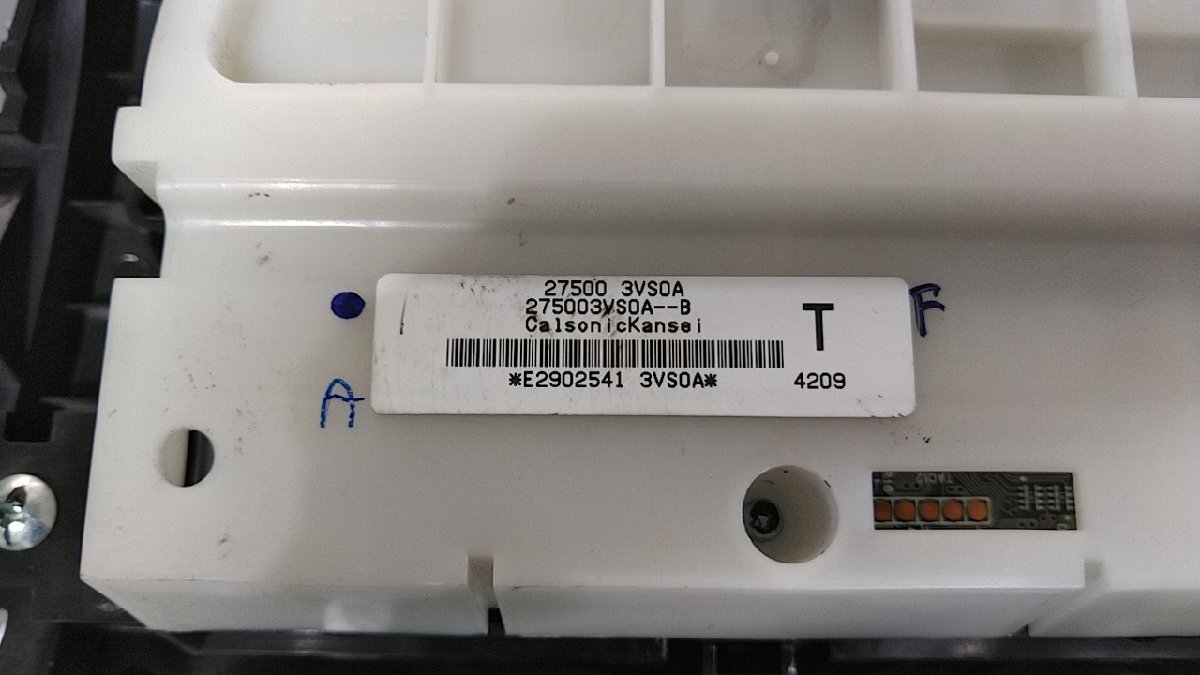 27500 3VS0A
275003VS0A--B
CalsonicKansei
T
*E2902541 3VS0A*
4209
F
A